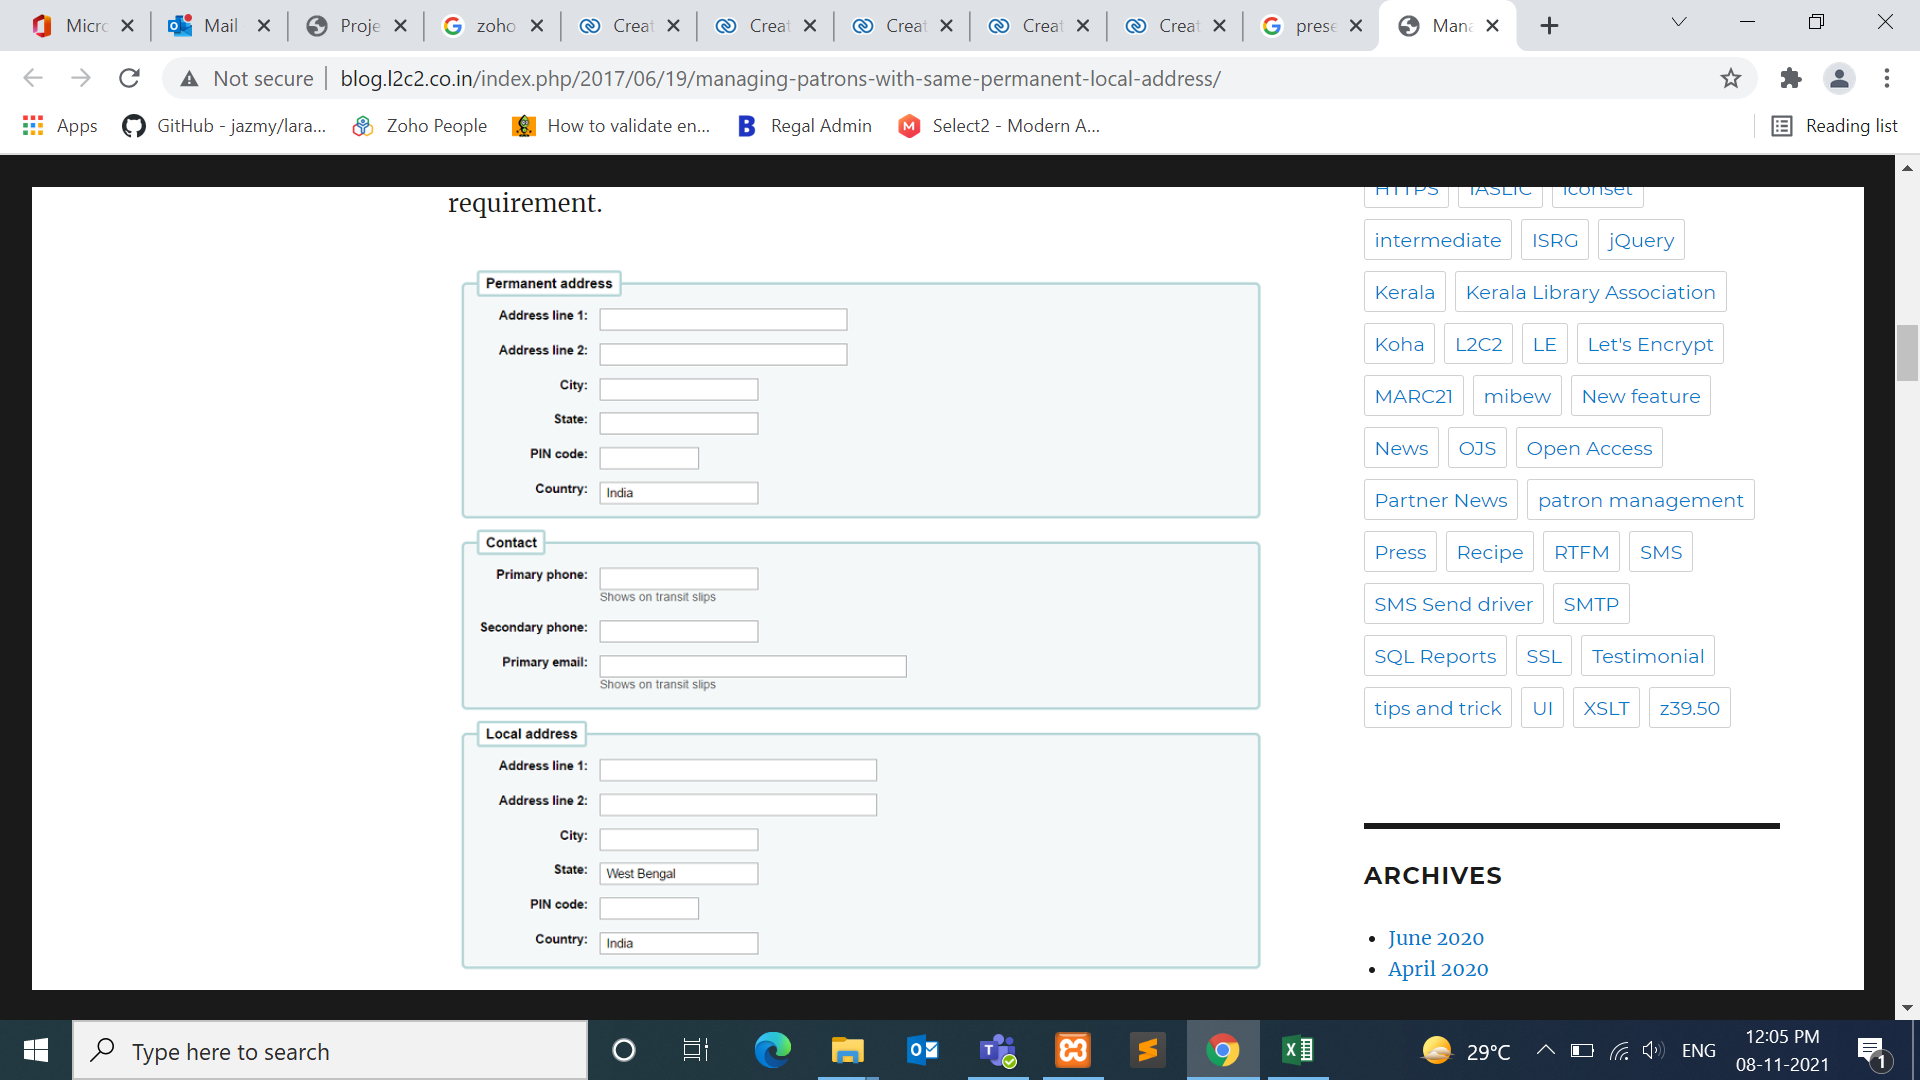 Micro
Mail
Proje
zoho
Creat
Creat
Creat
Creat
Creat
prese
Mana
Not secure
blog.l2c2.co.in/index.php/2017/06/19/managing-patrons-with-same-permanent-local-address/
Apps
GitHub - jazmy/lara...
Zoho People
How to validate en...
Regal Admin
Select2 - Modern A...
Reading list
requirement.
Permanent address
Address line 1:
Address line 2:
City:
State:
PIN code:
Country: India
Contact
Primary phone:
Shows on transit slips
Secondary phone:
Primary email:
Shows on transit slips
Local address
Address line 1:
Address line 2:
City:
State: West Bengal
PIN code:
Country: India
HTTPS IASLIC iconset
intermediate ISRG jQuery
Kerala Kerala Library Association
Koha L2C2 LE Let's Encrypt
MARC21 mibew New feature
News OJS Open Access
Partner News patron management
Press Recipe RTFM SMS
SMS Send driver SMTP
SQL Reports SSL Testimonial
tips and trick UI XSLT z39.50
ARCHIVES
June 2020
April 2020
Type here to search
29°C
ENG
12:05 PM
08-11-2021
1